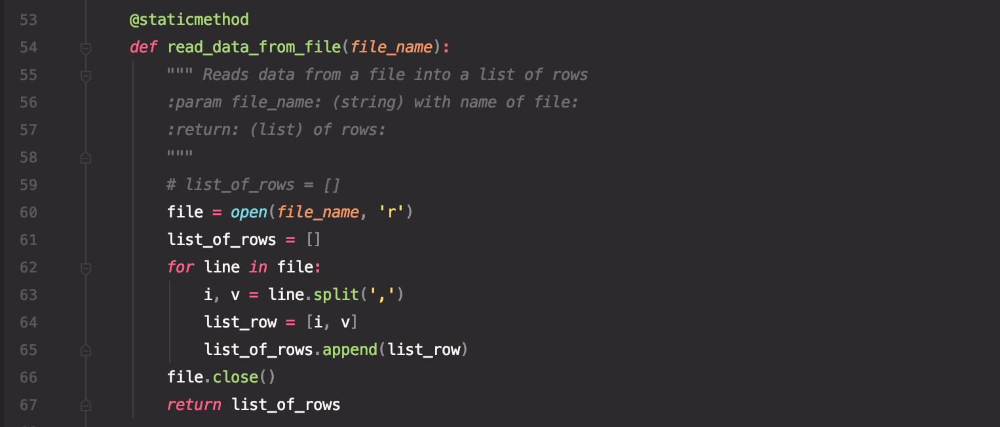 53 @staticmethod
54 def read_data_from_file(file_name):
55 """ Reads data from a file into a list of rows
56 :param file_name: (string) with name of file:
57 :return: (list) of rows:
58 """
59 # list_of_rows = []
60 file = open(file_name, 'r')
61 list_of_rows = []
62 for line in file:
63 i, v = line.split(',')
64 list_row = [i, v]
65 list_of_rows.append(list_row)
66 file.close()
67 return list_of_rows